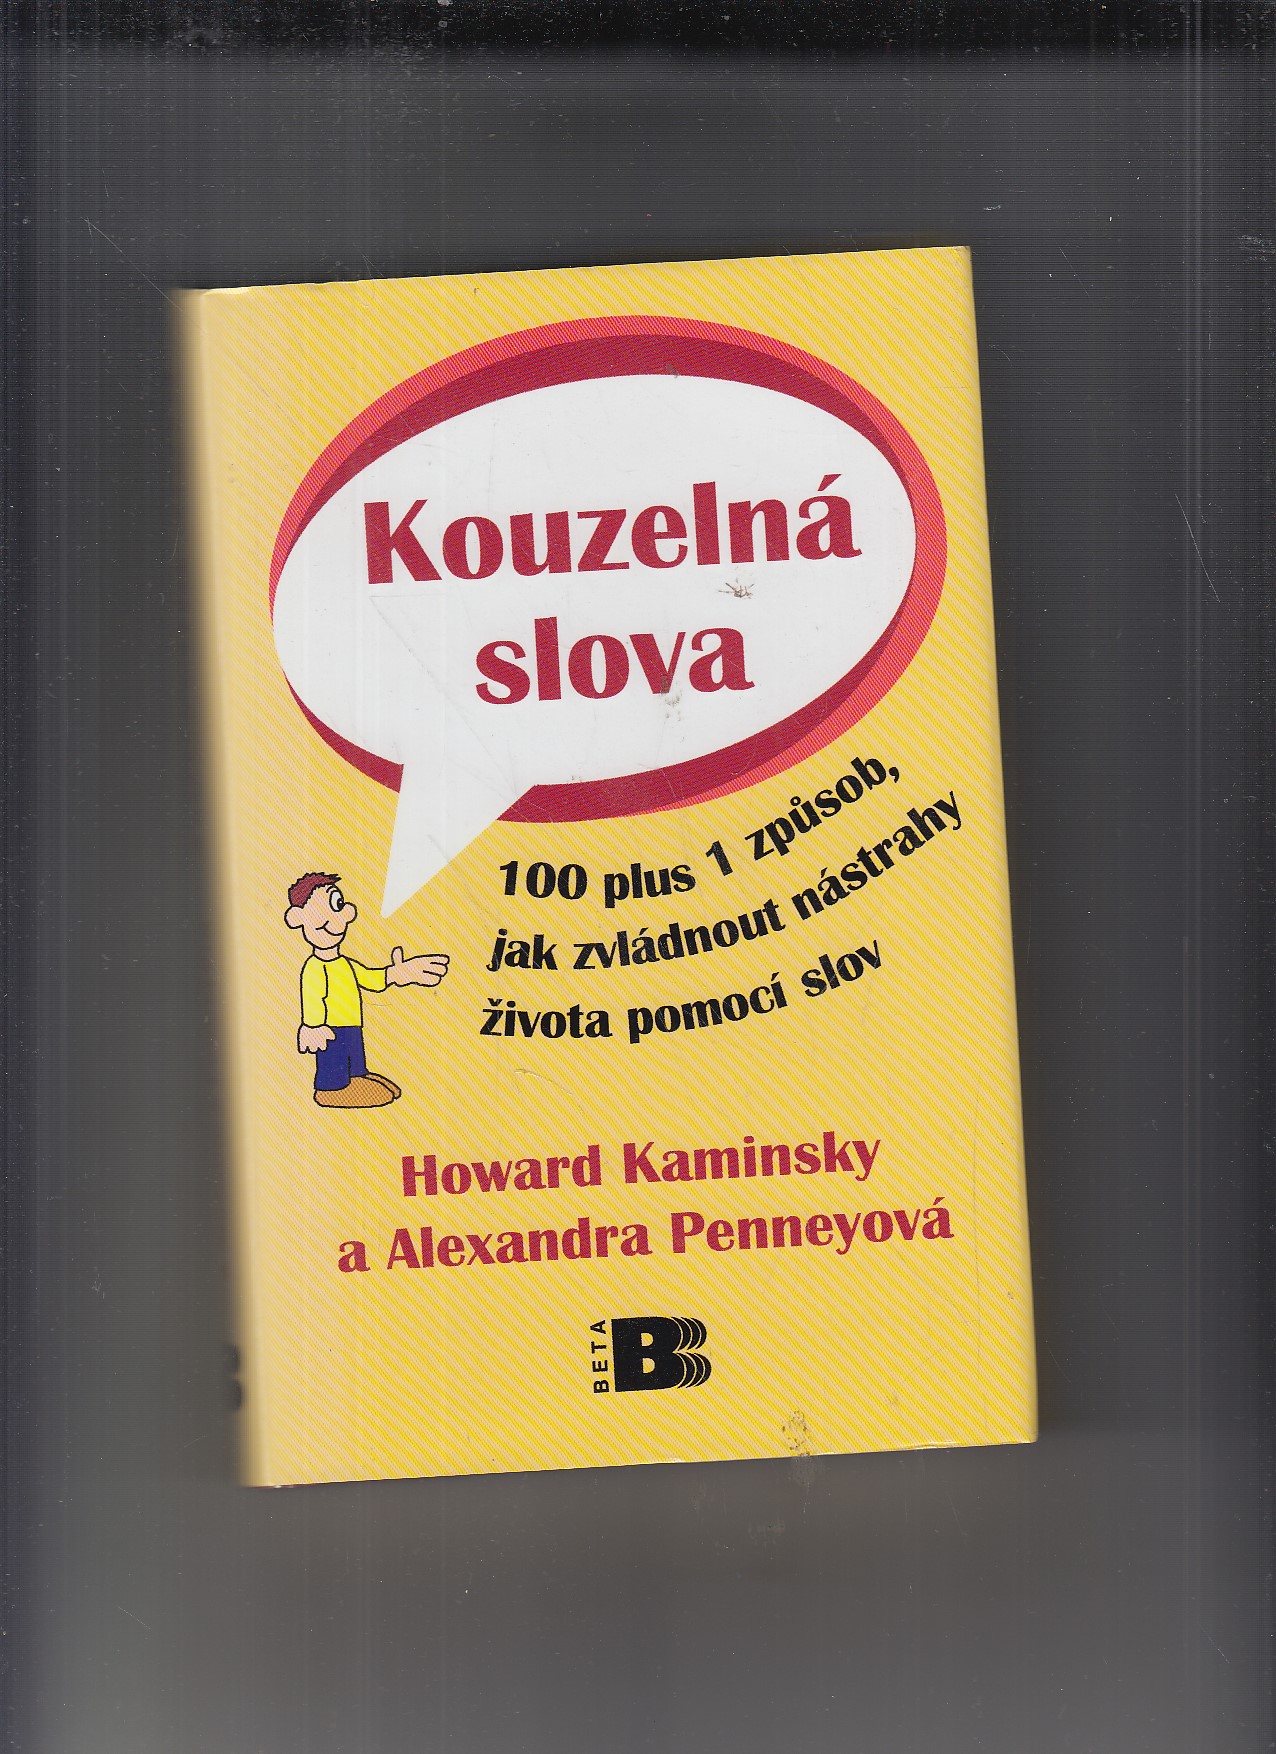 Kouzelná
slova
100 plus 1 způsob,
jak zvládnout nástrahy
života pomocí slov
Howard Kaminsky
a Alexandra Penneyová
BETA
B